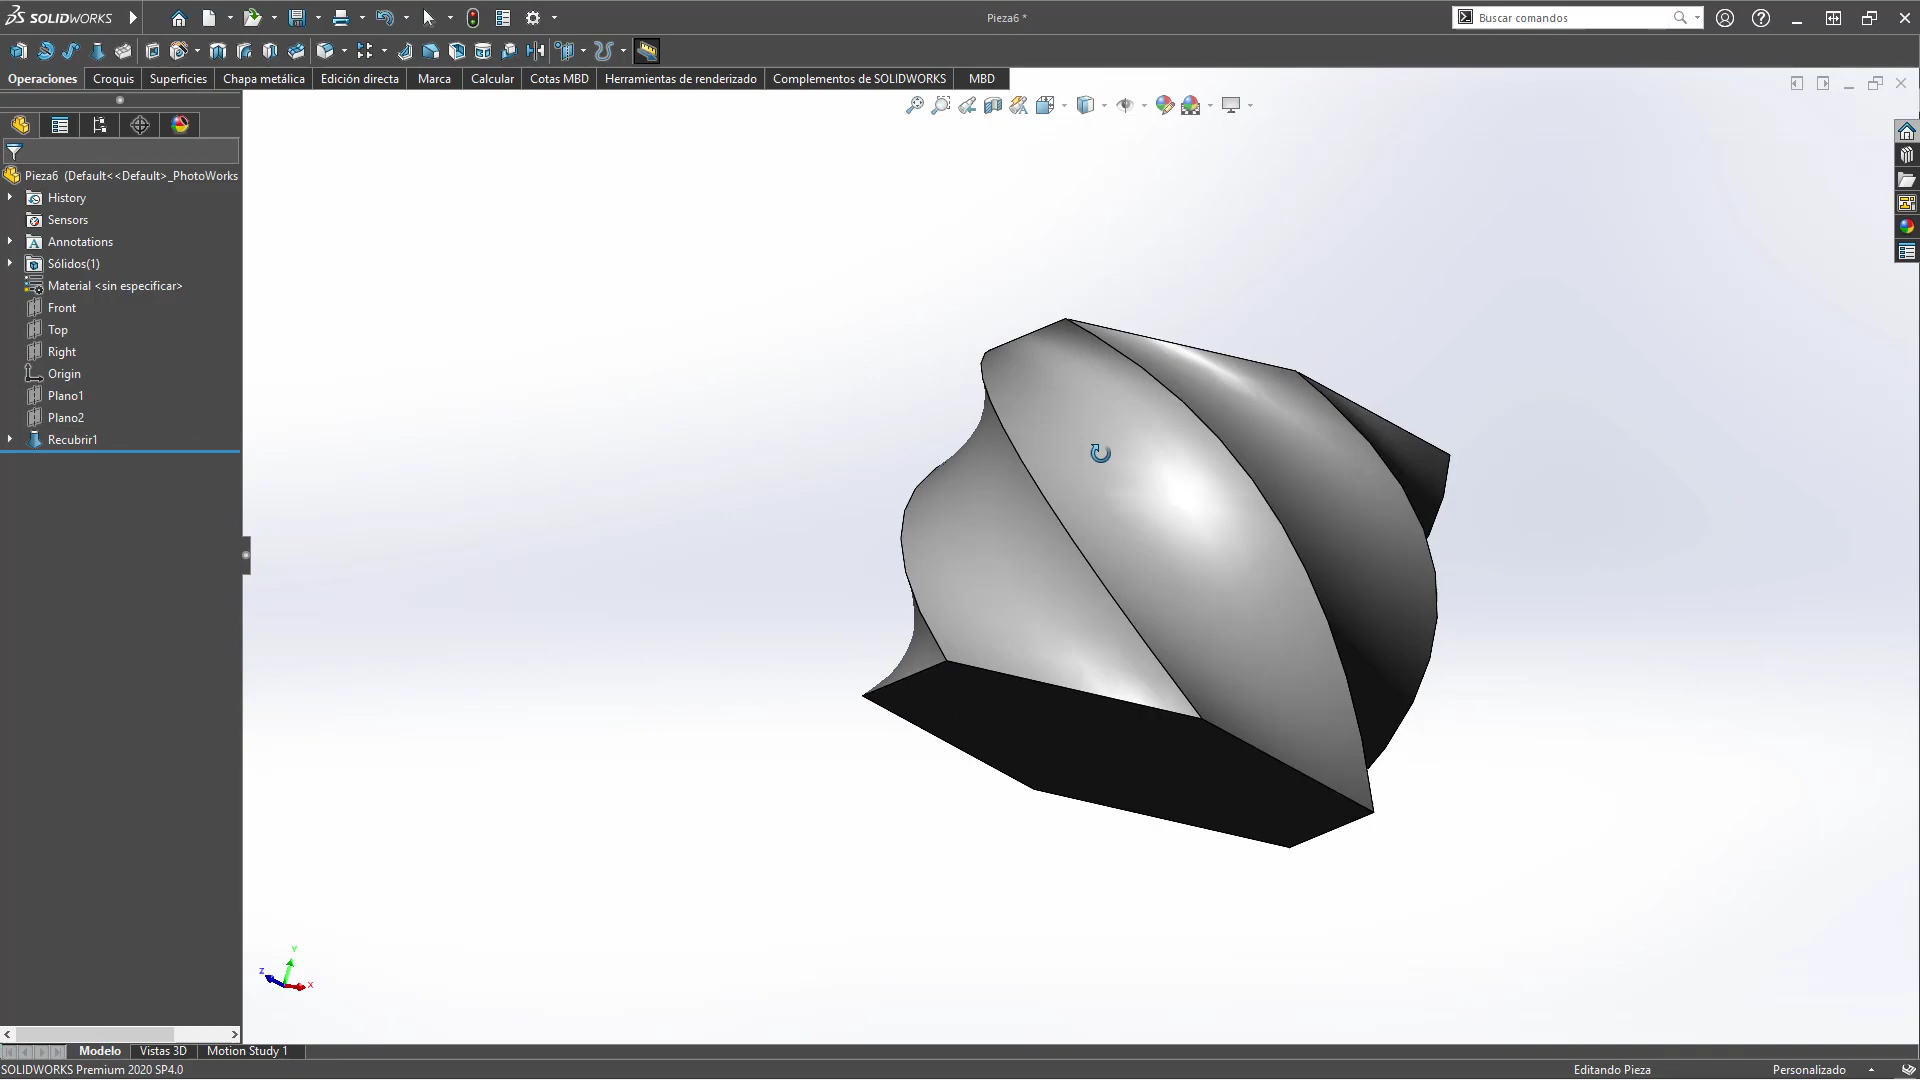 SOLIDWORKS
Pieza6 *
Buscar comandos
Operaciones
Croquis
Superficies
Chapa metálica
Edición directa
Marca
Calcular
Cotas MBD
Herramientas de renderizado
Complementos de SOLIDWORKS
MBD
Pieza6 (Default<<Default>_PhotoWorks
History
Sensors
Annotations
Sólidos(1)
Material <sin especificar>
Front
Top
Right
Origin
Plano1
Plano2
Recubrir1
Y
Z
X
Modelo
Vistas 3D
Motion Study 1
SOLIDWORKS Premium 2020 SP4.0
Editando Pieza
Personalizado